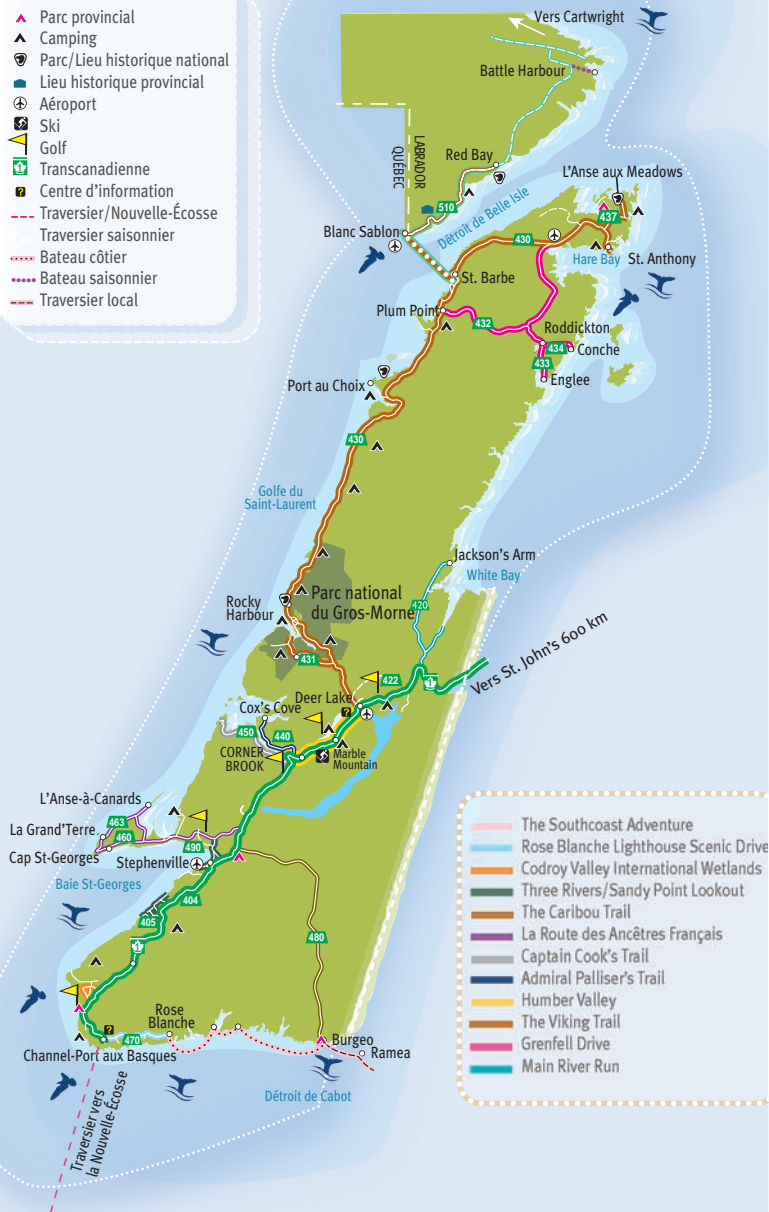 Parc provincial
Camping
Parc/Lieu historique national
Lieu historique provincial
Aéroport
Ski
Golf
1
Transcanadienne
?
Centre d'information
Traversier/Nouvelle-Écosse
Traversier saisonnier
Bateau côtier
Bateau saisonnier
Traversier local
Vers Cartwright
Battle Harbour
LABRADOR
QUÉBEC
Red Bay
L'Anse aux Meadows
510
Détroit de Belle Isle
437
Blanc Sablon
430
Hare Bay
St. Anthony
St. Barbe
Plum Point
432
Roddickton
434
Conche
433
Englee
Port au Choix
430
Golfe du
Saint-Laurent
Jackson's Arm
White Bay
Parc national
du Gros-Morne
420
Rocky
Harbour
431
Vers St. John's 600 km
422
1
Deer Lake
?
Cox's Cove
450
440
CORNER
BROOK
Marble
Mountain
L'Anse-à-Canards
463
La Grand'Terre
460
490
Cap St-Georges
Stephenville
Baie St-Georges
404
405
480
1
Rose
Blanche
?
470
Burgeo
Ramea
Channel-Port aux Basques
Détroit de Cabot
Traversier vers
la Nouvelle-Écosse
The Southcoast Adventure
Rose Blanche Lighthouse Scenic Drive
Codroy Valley International Wetlands
Three Rivers/Sandy Point Lookout
The Caribou Trail
La Route des Ancêtres Français
Captain Cook's Trail
Admiral Palliser's Trail
Humber Valley
The Viking Trail
Grenfell Drive
Main River Run